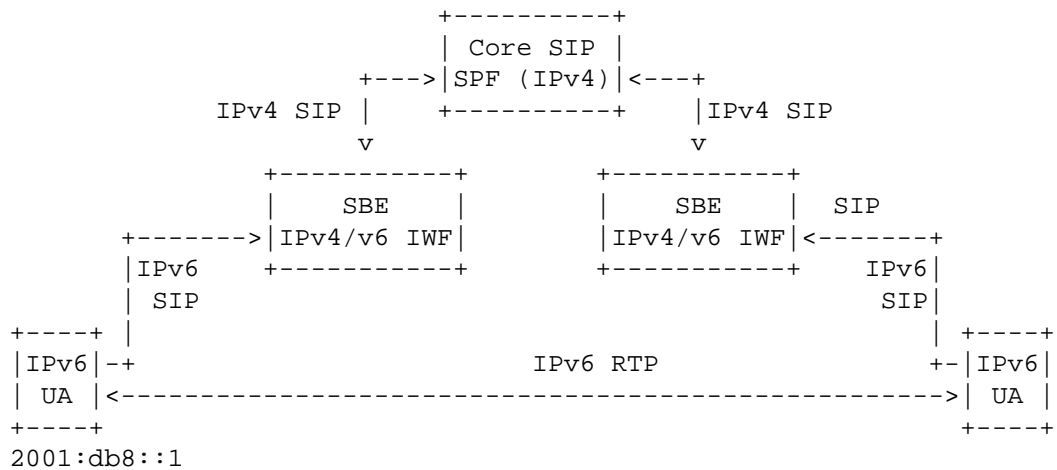 +----------+
                          | Core SIP |
                     +--->|SPF (IPv4)|<---+
            IPv4 SIP |    +----------+    |IPv4 SIP
                     v                    v
               +-----------+        +-----------+
               |    SBE    |        |    SBE    |  SIP
       +------->|IPv4/v6 IWF|        |IPv4/v6 IWF|<-------+
       |IPv6   +-----------+        +-----------+    IPv6|
       | SIP                                          SIP|
+----+ |                                                 | +----+
|IPv6|-+                        IPv6 RTP                +-|IPv6|
| UA |<--------------------------------------------------->| UA |
+----+                                                     +----+
2001:db8::1